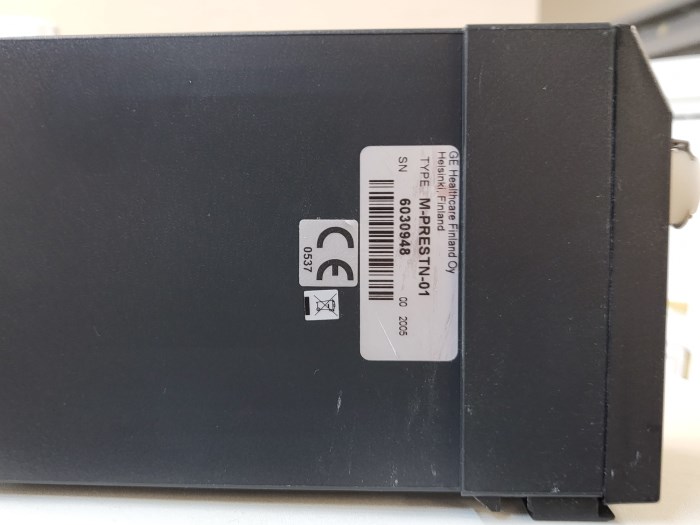 GE Healthcare Finland Oy
Helsinki, Finland
TYPE M-PRESTN-01
SN 6030948 00 2005
CE
0537